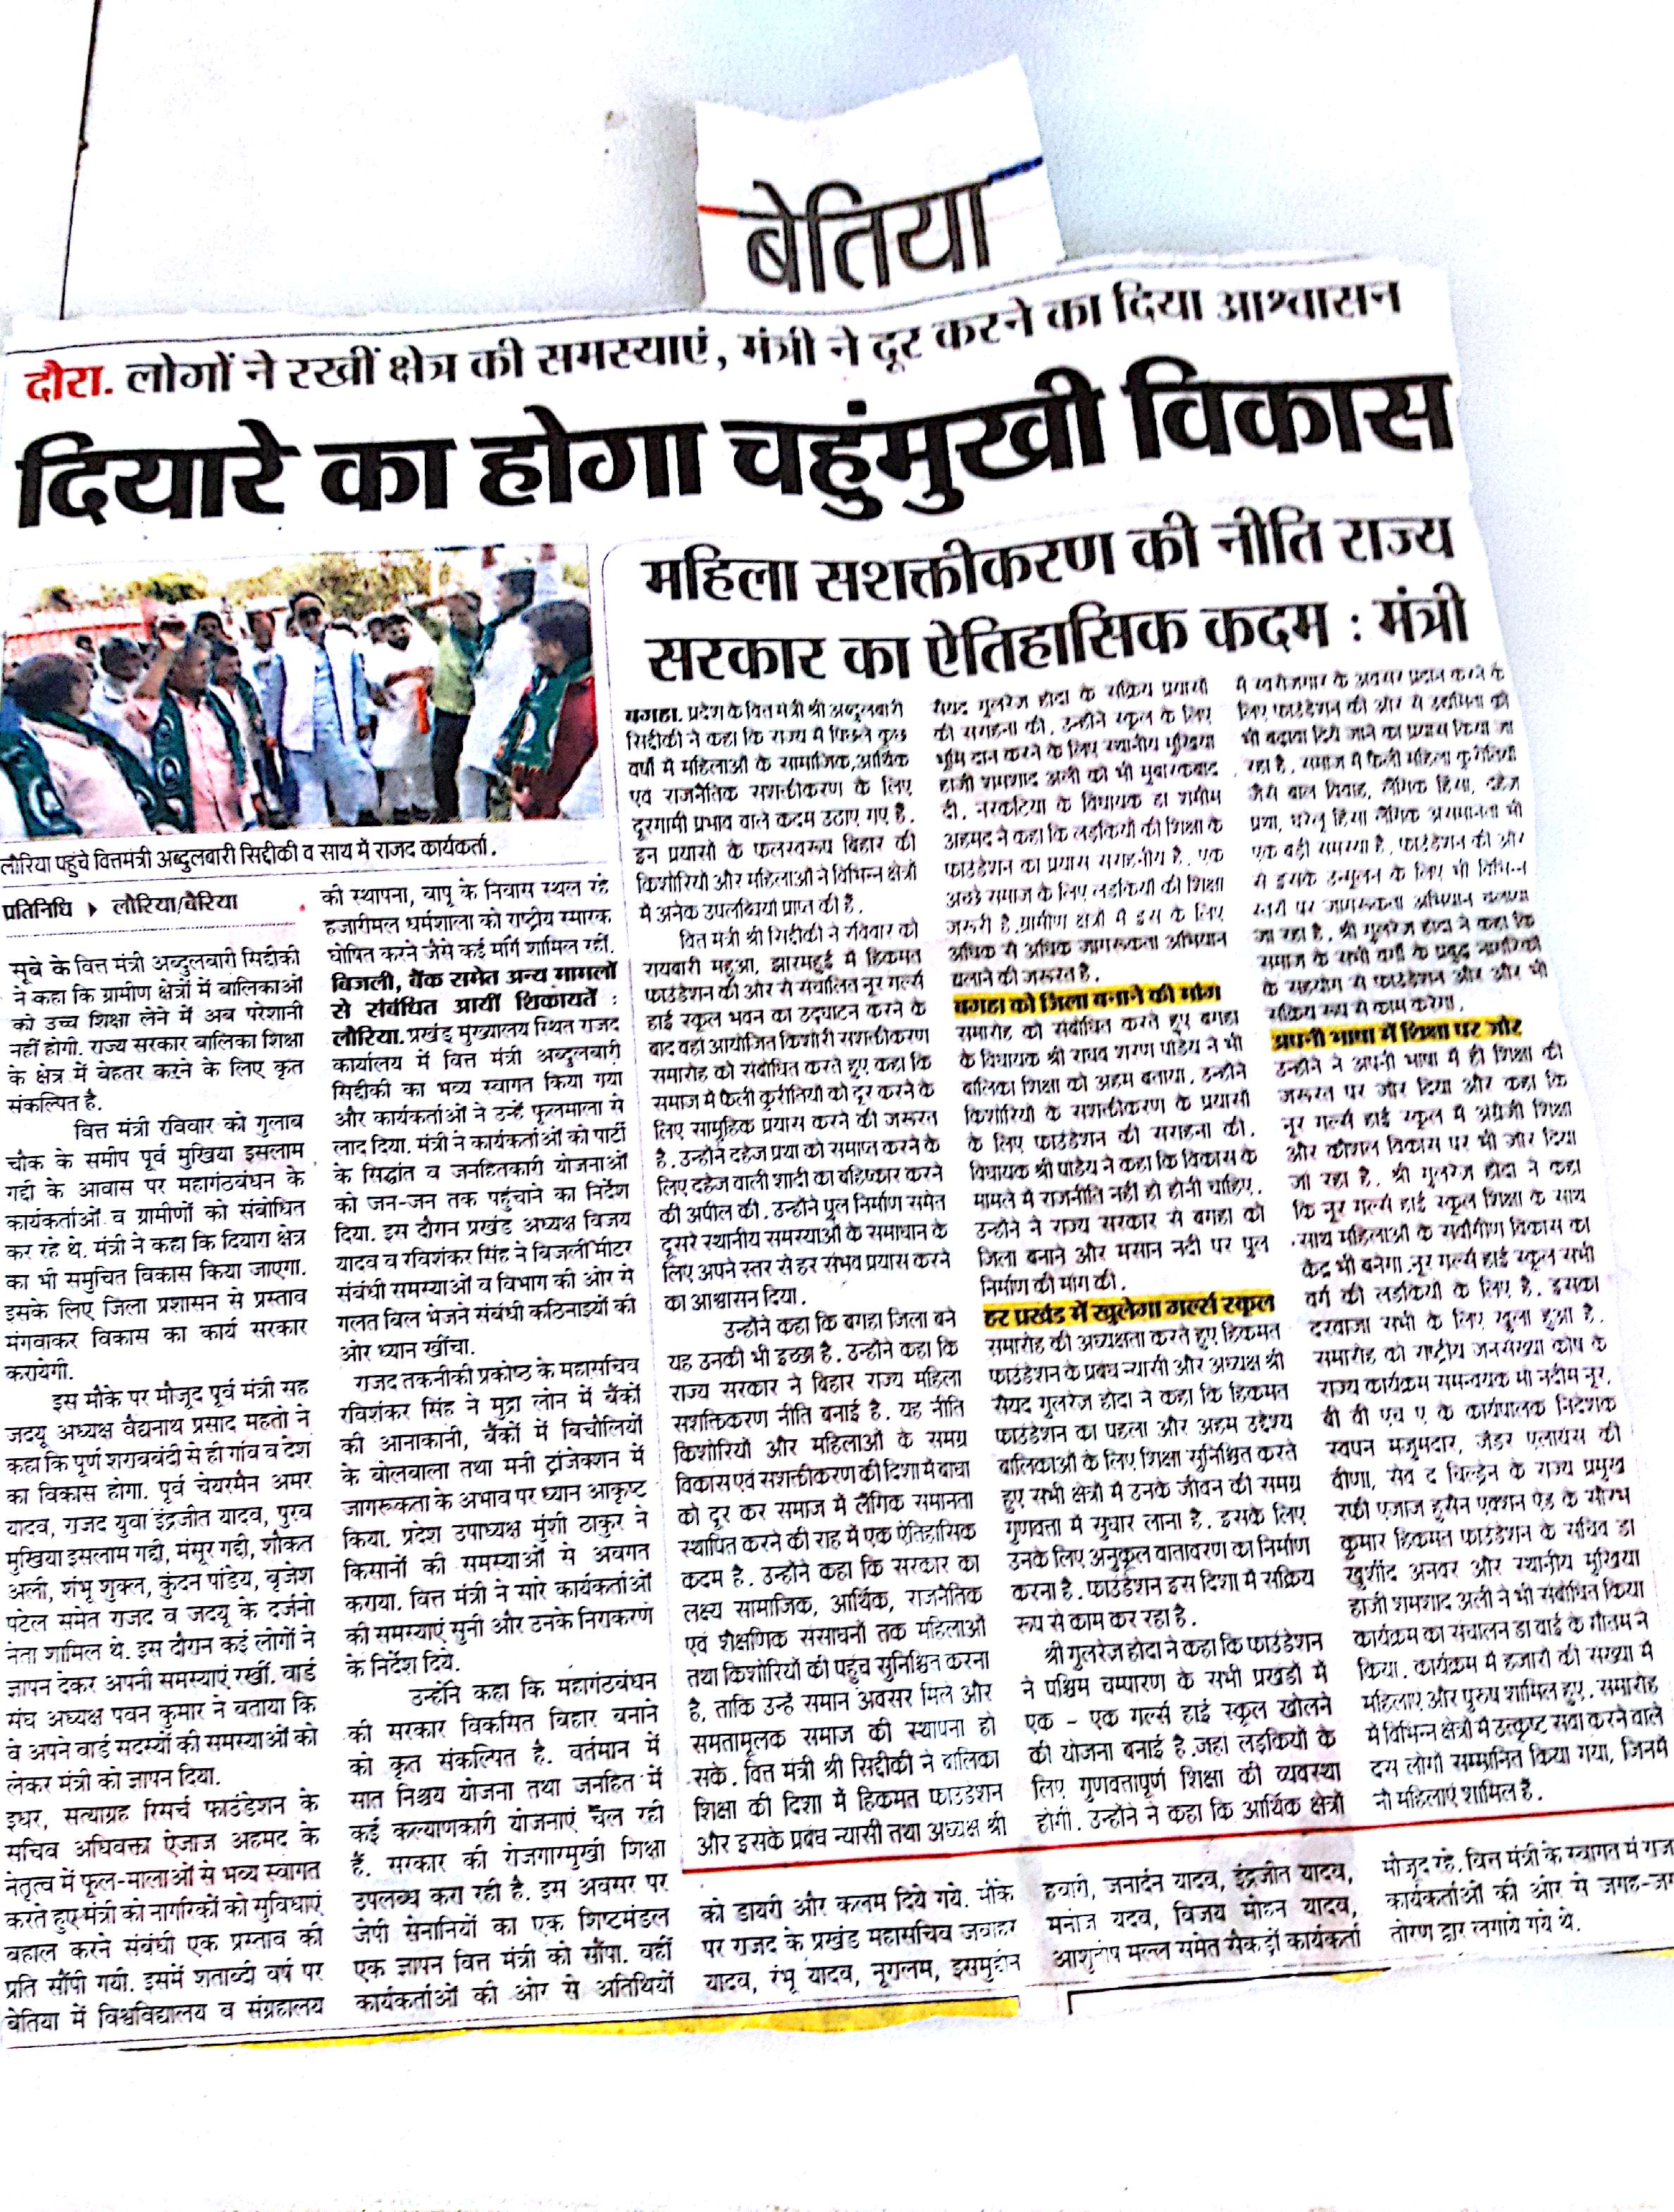 बेतिया
दौरा. लोगों ने रखीं क्षेत्र की समस्याएं, मंत्री ने दूर करने का दिया आश्वासन
दियारे का होगा चहुंमुखी विकास
लौरिया पहुंचे वित्तमंत्री अब्दुलबारी सिद्दीकी व साथ में राजद कार्यकर्ता.
प्रतिनिधि ▸ लौरिया/बैरिया
सूबे के वित्त मंत्री अब्दुलबारी सिद्दीकी
ने कहा कि ग्रामीण क्षेत्रों में बालिकाओं
को उच्च शिक्षा लेने में अब परेशानी
नहीं होगी. राज्य सरकार बालिका शिक्षा
के क्षेत्र में बेहतर करने के लिए कृत
संकल्पित है.
वित्त मंत्री रविवार को गुलाब
चौक के समीप पूर्व मुखिया इसलाम
गद्दी के आवास पर महागंठबंधन के
कार्यकर्ताओं व ग्रामीणों को संबोधित
कर रहे थे. मंत्री ने कहा कि दियारा क्षेत्र
का भी समुचित विकास किया जाएगा.
इसके लिए जिला प्रशासन से प्रस्ताव
मंगवाकर विकास का कार्य सरकार
करायेगी.
इस मौके पर मौजूद पूर्व मंत्री सह
जदयू अध्यक्ष वैद्यनाथ प्रसाद महतो ने
कहा कि पूर्ण शराबबंदी से ही गांव व देश
का विकास होगा. पूर्व चेयरमैन अमर
यादव, राजद युवा इंद्रजीत यादव, पुरब
मुखिया इसलाम गद्दी, मंसूर गद्दी, शौकत
अली, शंभू शुक्ल, कुंदन पांडेय, बृजेश
पटेल समेत राजद व जदयू के दर्जनो
नेता शामिल थे. इस दौरान कई लोगों ने
ज्ञापन देकर अपनी समस्याएं रखीं. वार्ड
संघ अध्यक्ष पवन कुमार ने बताया कि
वे अपने वार्ड सदस्यों की समस्याओं को
लेकर मंत्री को ज्ञापन दिया.
इधर, सत्याग्रह रिसर्च फाउंडेशन के
सचिव अधिवक्ता ऐजाज अहमद के
नेतृत्व में फूल-मालाओं से भव्य स्वागत
करते हुए मंत्री को नागरिकों को सुविधाएं
बहाल करने संबंधी एक प्रस्ताव की
प्रति सौंपी गयी. इसमें शताब्दी वर्ष पर
बेतिया में विश्वविद्यालय व संग्रहालय
की स्थापना, बापू के निवास स्थल रहे
हजारीमल धर्मशाला को राष्ट्रीय स्मारक
घोषित करने जैसे कई मांगें शामिल रहीं.
बिजली, बैंक समेत अन्य मामलों
से संबंधित आयीं शिकायतें :
लौरिया. प्रखंड मुख्यालय स्थित राजद
कार्यालय में वित्त मंत्री अब्दुलबारी
सिद्दीकी का भव्य स्वागत किया गया
और कार्यकर्ताओं ने उन्हें फूलमाला से
लाद दिया. मंत्री ने कार्यकर्ताओं को पार्टी
के सिद्धांत व जनहितकारी योजनाओं
को जन-जन तक पहुंचाने का निर्देश
दिया. इस दौरान प्रखंड अध्यक्ष विजय
यादव व रविशंकर सिंह ने बिजली मीटर
संबंधी समस्याओं व विभाग की ओर से
गलत बिल भेजने संबंधी कठिनाइयों की
ओर ध्यान खींचा.
राजद तकनीकी प्रकोष्ठ के महासचिव
रविशंकर सिंह ने मुद्रा लोन में बैंकों
की आनाकानी, बैंकों में बिचौलियों
के बोलबाला तथा मनी ट्रांजेक्शन में
जागरूकता के अभाव पर ध्यान आकृष्ट
किया. प्रदेश उपाध्यक्ष मुंशी ठाकुर ने
किसानों की समस्याओं से अवगत
कराया. वित्त मंत्री ने सारे कार्यकर्ताओं
की समस्याएं सुनी और उनके निराकरण
के निर्देश दिये.
उन्होंने कहा कि महागंठबंधन
की सरकार विकसित बिहार बनाने
को कृत संकल्पित है. वर्तमान में
सात निश्चय योजना तथा जनहित में
कई कल्याणकारी योजनाएं चल रही
हैं. सरकार की रोजगारमुखी शिक्षा
उपलब्ध करा रही है. इस अवसर पर
जेपी सेनानियों का एक शिष्टमंडल
एक ज्ञापन वित्त मंत्री को सौंपा. वहीं
कार्यकर्ताओं की ओर से अतिथियों
महिला सशक्तीकरण की नीति राज्य
सरकार का ऐतिहासिक कदम : मंत्री
बगहा. प्रदेश के वित मंत्री श्री अब्दुलबारी
सिद्दीकी ने कहा कि राज्य में पिछले कुछ
वर्षों में महिलाओं के सामाजिक,आर्थिक
एवं राजनैतिक सशक्तीकरण के लिए
दूरगामी प्रभाव वाले कदम उठाए गए है.
इन प्रयासों के फलस्वरूप बिहार की
किशोरियों और महिलाओं ने विभिन्न क्षेत्रों
में अनेक उपलब्धियां प्राप्त की है.
वित मंत्री श्री सिद्दीकी ने रविवार को
रायबारी महुआ, झारमहुई में हिकमत
फाउंडेशन की ओर से संचालित नूर गर्ल्स
हाई स्कूल भवन का उद्घाटन करने के
बाद वहां आयोजित किशोरी सशक्तीकरण
समारोह को संबोधित करते हुए कहा कि
समाज में फैली कुरीतियों को दूर करने के
लिए सामूहिक प्रयास करने की जरूरत
है. उन्होंने दहेज प्रथा को समाप्त करने के
लिए दहेज वाली शादी का बहिष्कार करने
की अपील की. उन्होंने पुल निर्माण समेत
दूसरे स्थानीय समस्याओं के समाधान के
लिए अपने स्तर से हर संभव प्रयास करने
का आश्वासन दिया.
उन्होंने कहा कि बगहा जिला बने
यह उनकी भी इच्छा है. उन्होंने कहा कि
राज्य सरकार ने बिहार राज्य महिला
सशक्तिकरण नीति बनाई है. यह नीति
किशोरियों और महिलाओं के समग्र
विकास एवं सशक्तीकरण की दिशा में बाधा
को दूर कर समाज में लैंगिक समानता
स्थापित करने की राह में एक ऐतिहासिक
कदम है. उन्होंने कहा कि सरकार का
लक्ष्य सामाजिक, आर्थिक, राजनैतिक
एवं शैक्षणिक संसाधनों तक महिलाओं
तथा किशोरियों की पहुंच सुनिश्चित करना
है, ताकि उन्हें समान अवसर मिले और
समतामूलक समाज की स्थापना हो
सके. वित्त मंत्री श्री सिद्दीकी ने बालिका
शिक्षा की दिशा में हिकमत फाउंडेशन
और इसके प्रबंध न्यासी तथा अध्यक्ष श्री
सैयद गुलरेज होदा के सक्रिय प्रयासों
की सराहना की. उन्होंने स्कूल के लिए
भूमि दान करने के लिए स्थानीय मुखिया
हाजी शमशाद अली को भी मुबारकबाद
दी. नरकटिया के विधायक डा शमीम
अहमद ने कहा कि लड़कियों की शिक्षा के
फाउंडेशन का प्रयास सराहनीय है. एक
अच्छे समाज के लिए लड़कियों की शिक्षा
जरूरी है.ग्रामीण क्षेत्रों में इस के लिए
अधिक से अधिक जागरूकता अभियान
चलाने की जरूरत है.
बगहा को जिला बनाने की मांग
समारोह को संबोधित करते हुए बगहा
के विधायक श्री राघव शरण पांडेय ने भी
बालिका शिक्षा को अहम बताया. उन्होंने
किशोरियों के सशक्तीकरण के प्रयासों
के लिए फाउंडेशन की सराहना की.
विधायक श्री पांडेय ने कहा कि विकास के
मामले में राजनीति नहीं हो होनी चाहिए.
उन्होंने ने राज्य सरकार से बगहा को
जिला बनाने और मसान नदी पर पुल
निर्माण की मांग की.
हर प्रखंड में खुलेगा गर्ल्स स्कूल
समारोह की अध्यक्षता करते हुए हिकमत
फाउंडेशन के प्रबंध न्यासी और अध्यक्ष श्री
सैयद गुलरेज होदा ने कहा कि हिकमत
फाउंडेशन का पहला और अहम उद्देश्य
बालिकाओं के लिए शिक्षा सुनिश्चित करते
हुए सभी क्षेत्रों में उनके जीवन की समग्र
गुणवत्ता में सुधार लाना है. इसके लिए
उनके लिए अनुकूल वातावरण का निर्माण
करना है. फाउंडेशन इस दिशा में सक्रिय
रूप से काम कर रहा है.
श्री गुलरेज होदा ने कहा कि फाउंडेशन
ने पश्चिम चम्पारण के सभी प्रखंडों में
एक - एक गर्ल्स हाई स्कूल खोलने
की योजना बनाई है.जहां लड़कियों के
लिए गुणवत्तापूर्ण शिक्षा की व्यवस्था
होगी. उन्होंने ने कहा कि आर्थिक क्षेत्रों
में स्वरोजगार के अवसर प्रदान करने के
लिए फाउंडेशन की ओर से उद्यमिता को
भी बढ़ावा दिये जाने का प्रयास किया जा
रहा है. समाज में फैली महिला कुरीतियां
जैसे बाल विवाह, लैंगिक हिंसा, दहेज
प्रथा, घरेलू हिंसा लैंगिक असमानता भी
एक बड़ी समस्या है. फाउंडेशन की ओर
से इसके उन्मूलन के लिए भी विभिन्न
स्तरों पर जागरूकता अभियान चलाया
जा रहा है. श्री गुलरेज होदा ने कहा कि
समाज के सभी वर्गों के प्रबुद्ध नागरिकों
के सहयोग से फाउंडेशन और और भी
सक्रिय रूप से काम करेगा.
अपनी भाषा में शिक्षा पर जोर
उन्होंने ने अपनी भाषा में ही शिक्षा की
जरूरत पर जोर दिया और कहा कि
नूर गर्ल्स हाई स्कूल में अंग्रेजी शिक्षा
और कौशल विकास पर भी जोर दिया
जा रहा है. श्री गुलरेज होदा ने कहा
कि नूर गर्ल्स हाई स्कूल शिक्षा के साथ
साथ महिलाओं के सर्वांगीण विकास का
केंद्र भी बनेगा.नूर गर्ल्स हाई स्कूल सभी
वर्ग की लड़कियों के लिए है. इसका
दरवाजा सभी के लिए खुला हुआ है.
समारोह को राष्ट्रीय जनसंख्या कोष के
राज्य कार्यक्रम समन्वयक मो नदीम नूर,
बी वी एच ए के कार्यपालक निदेशक
स्वपन मजुमदार, जेंडर एलायंस की
वीणा, सेव द चिल्ड्रेन के राज्य प्रमुख
रफी एजाज हुसैन एक्शन ऐड के सौरभ
कुमार हिकमत फाउंडेशन के सचिव डा
खुर्शीद अनवर और स्थानीय मुखिया
हाजी शमशाद अली ने भी संबोधित किया
कार्यक्रम का संचालन डा वाई के गौतम ने
किया. कार्यक्रम में हजारों की संख्या में
महिलाएं और पुरुष शामिल हुए. समारोह
में विभिन्न क्षेत्रों में उत्कृष्ट सेवा करने वाले
दस लोगों सम्मानित किया गया, जिनमें
नौ महिलाएं शामिल हैं.
को डायरी और कलम दिये गये. मौके
पर राजद के प्रखंड महासचिव जवाहर
यादव, रंभू यादव, नूरालम, इसमुद्दीन
हवारी, जनार्दन यादव, इंद्रजीत यादव,
मनोज यदव, विजय मोहन यादव,
आशुतोष मल्ल समेत सैकड़ों कार्यकर्ता
मौजूद रहे. वित्त मंत्री के स्वागत में राज
कार्यकर्ताओं की ओर से जगह-जग
तोरण द्वार लगाये गये थे.